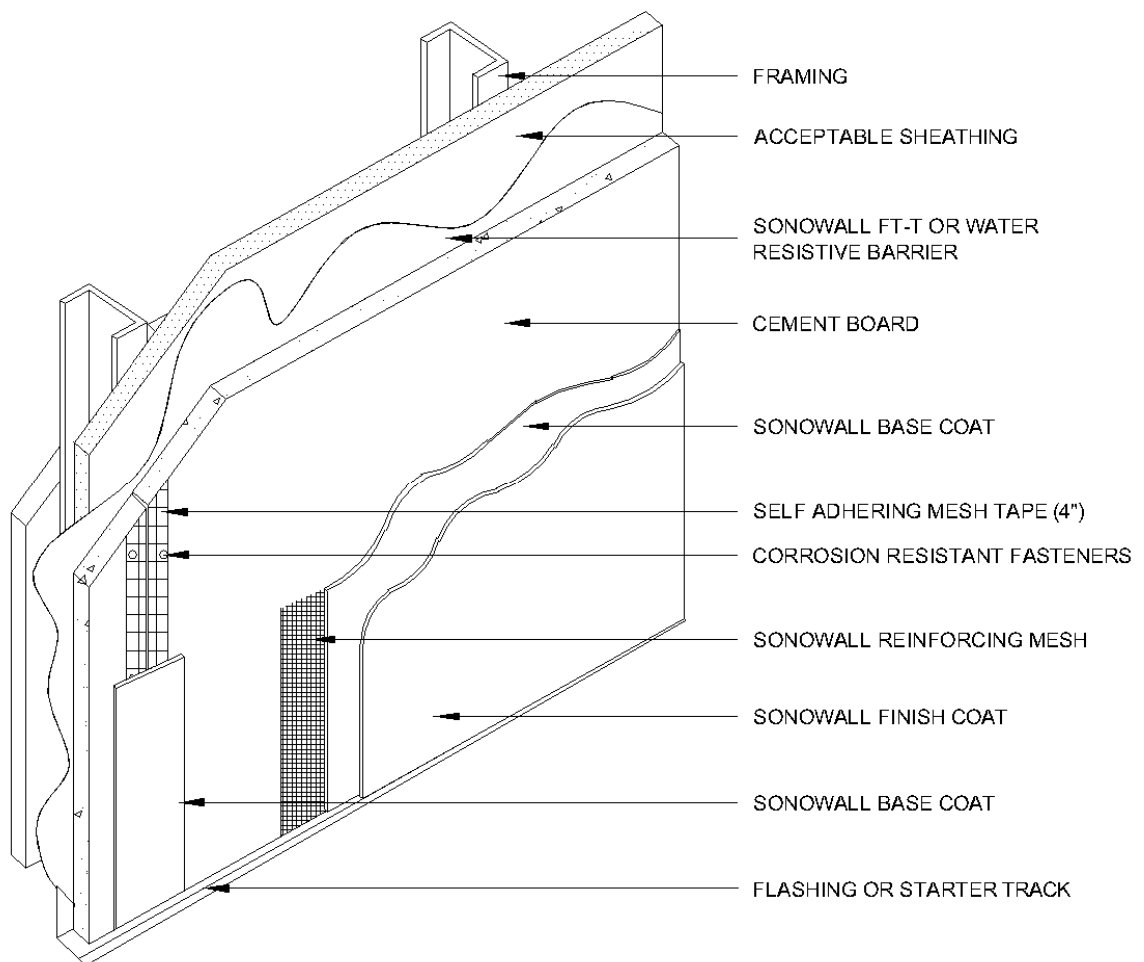 FRAMING
ACCEPTABLE SHEATHING
SONOWALL FT-T OR WATER
RESISTIVE BARRIER
CEMENT BOARD
SONOWALL BASE COAT
SELF ADHERING MESH TAPE (4")
CORROSION RESISTANT FASTENERS
SONOWALL REINFORCING MESH
SONOWALL FINISH COAT
SONOWALL BASE COAT
FLASHING OR STARTER TRACK